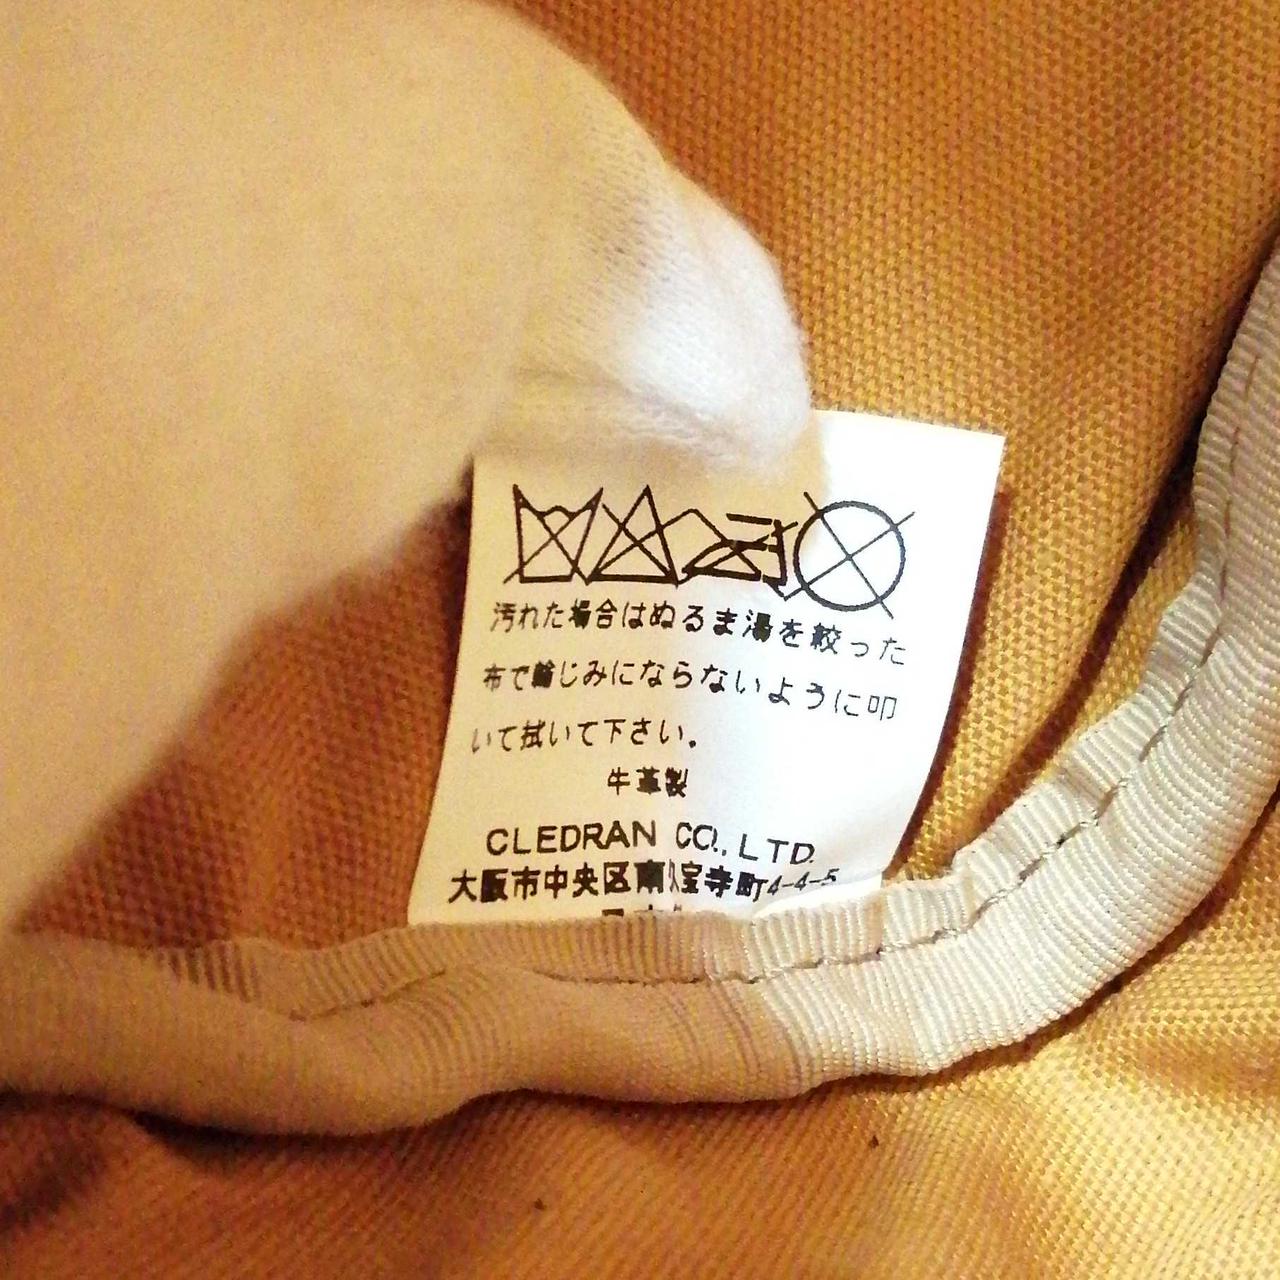 汚れた場合はぬるま湯を絞った
布で輪じみにならないように叩
いて拭いて下さい。
牛革製
CLEDRAN CO., LTD.
大阪市中央区南久宝寺町4-4-5